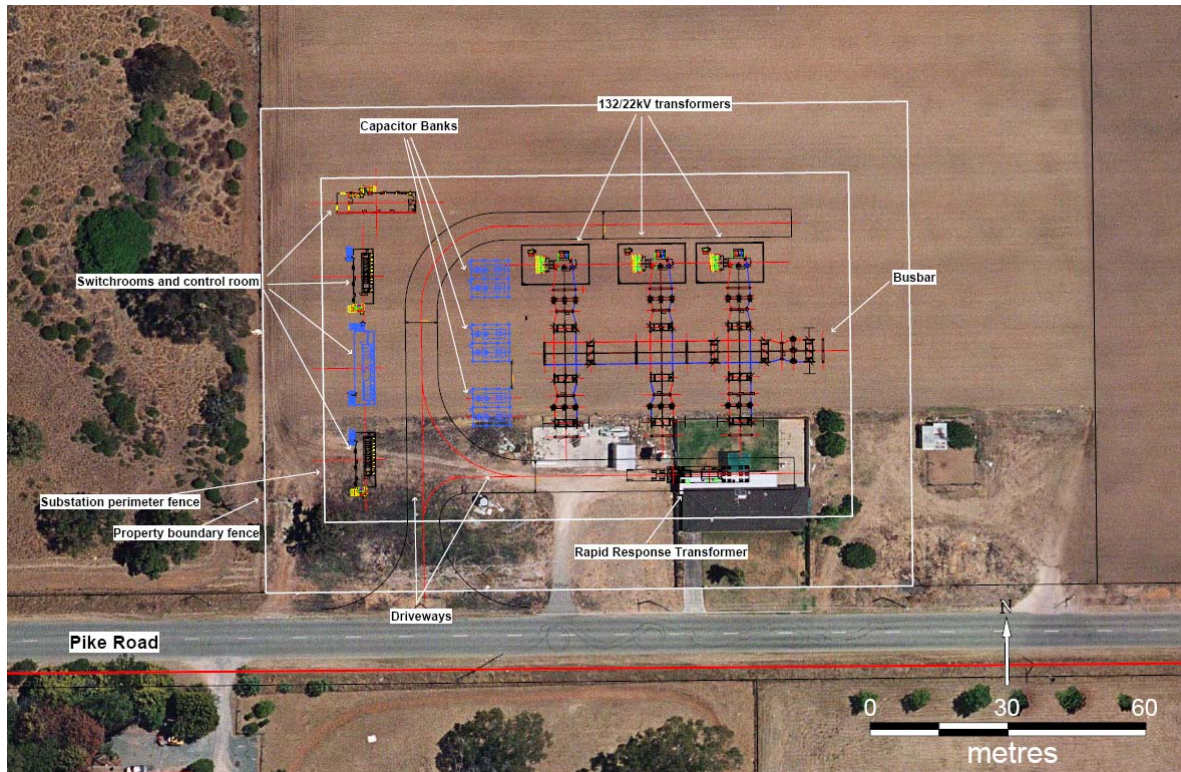 132/22kV transformers
Capacitor Banks
Switchrooms and control room
Busbar
Substation perimeter fence
Property boundary fence
Rapid Response Transformer
Driveways
Pike Road
N
0 30 60
metres